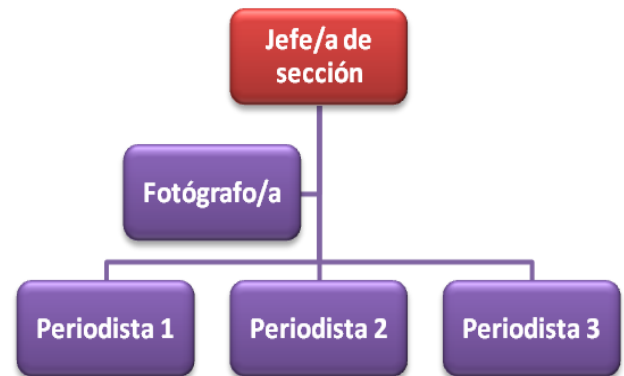 Jefe/a de
sección
Fotógrafo/a
Periodista 1
Periodista 2
Periodista 3